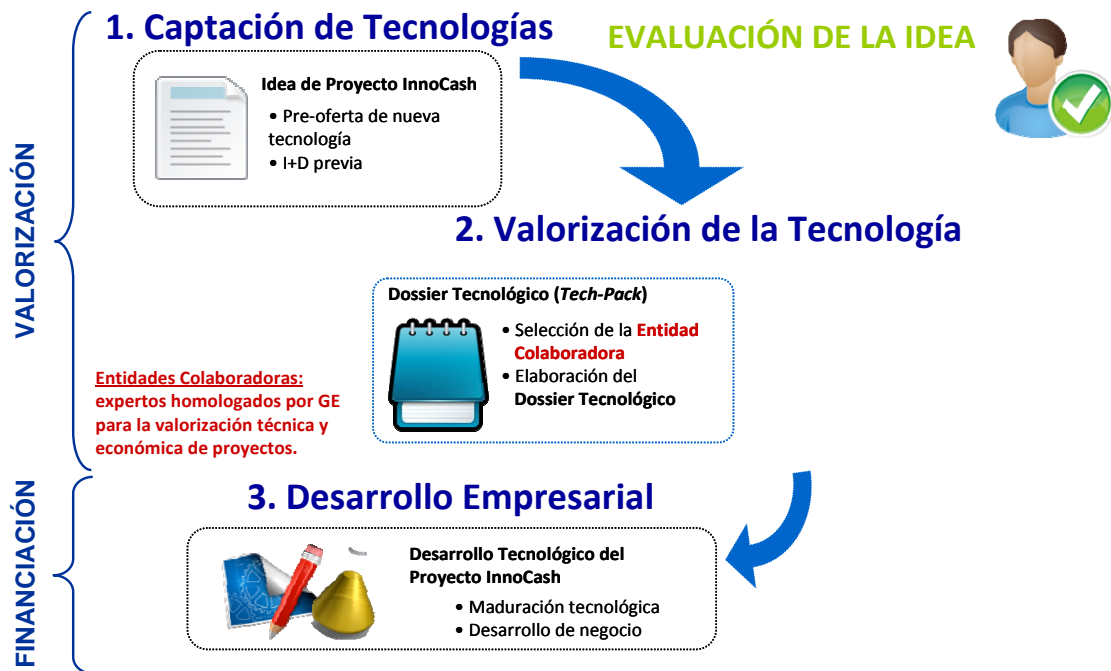 1. Captación de Tecnologías
EVALUACIÓN DE LA IDEA
Idea de Proyecto InnoCash
• Pre-oferta de nueva
tecnología
• I+D previa
VALORIZACIÓN
2. Valorización de la Tecnología
Dossier Tecnológico (Tech-Pack)
• Selección de la Entidad
Colaboradora
• Elaboración del
Dossier Tecnológico
Entidades Colaboradoras:
expertos homologados por GE
para la valorización técnica y
económica de proyectos.
3. Desarrollo Empresarial
FINANCIACIÓN
Desarrollo Tecnológico del
Proyecto InnoCash
• Maduración tecnológica
• Desarrollo de negocio